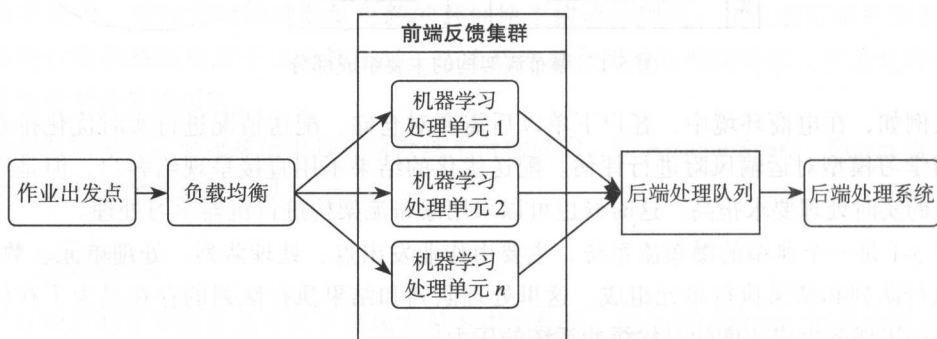 前端反馈集群
机器学习
处理单元 1
作业出发点
负载均衡
机器学习
处理单元 2
后端处理队列
后端处理系统
机器学习
处理单元 n